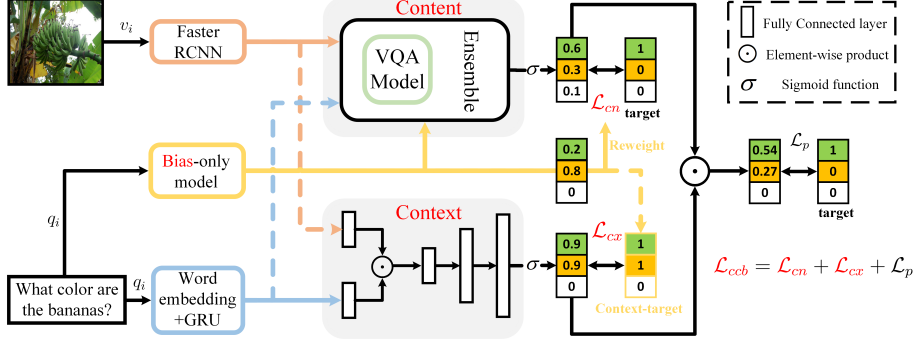 Content
v_i
Faster
RCNN
VQA
Model
Ensemble
σ
0.6
0.3
0.1
1
0
0
L_cn
target
Fully Connected layer
Element-wise product
σ Sigmoid function
Bias-only
model
0.2
0.8
0
Reweight
0.54
0.27
0
L_p
1
0
0
target
q_i
Context
What color are
the bananas?
q_i
Word
embedding
+GRU
σ
0.9
0.9
0
L_cx
1
1
0
Context-target
L_ccb = L_cn + L_cx + L_p